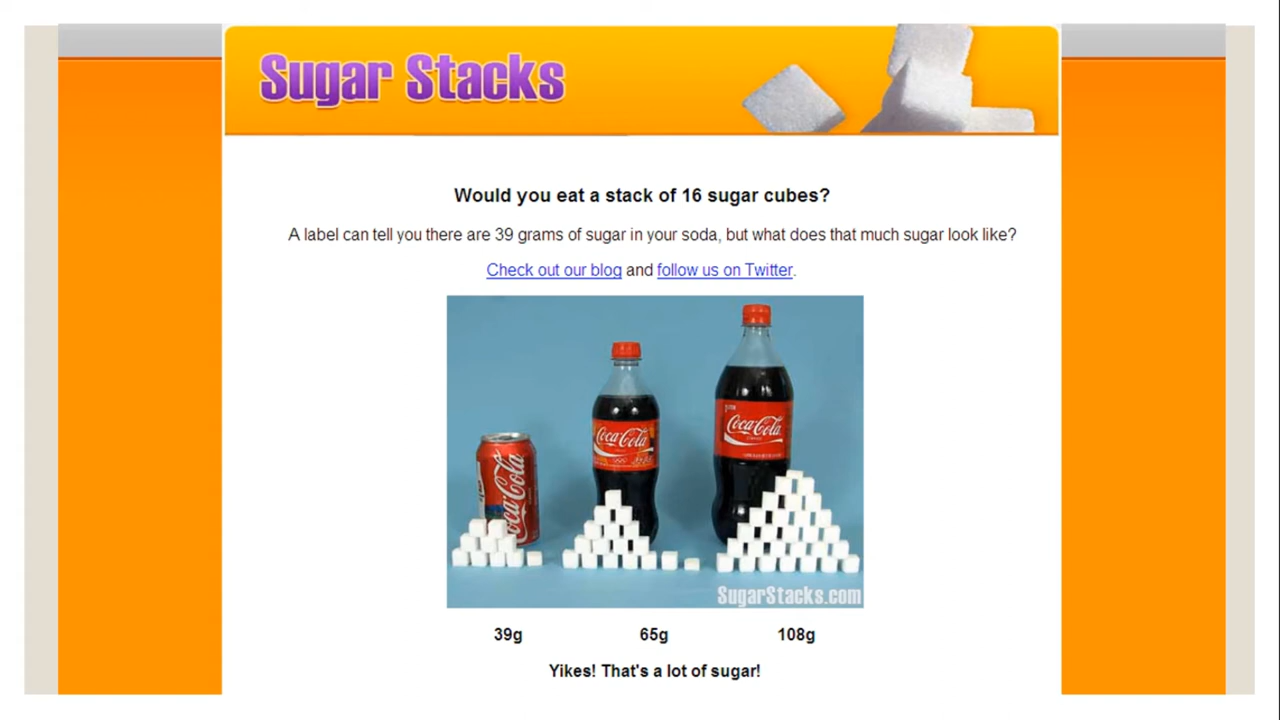 Sugar Stacks
Would you eat a stack of 16 sugar cubes?
A label can tell you there are 39 grams of sugar in your soda, but what does that much sugar look like?
Check out our blog and follow us on Twitter.
Coca-Cola
Coca-Cola
Coca-Cola
SugarStacks.com
39g
65g
108g
Yikes! That's a lot of sugar!